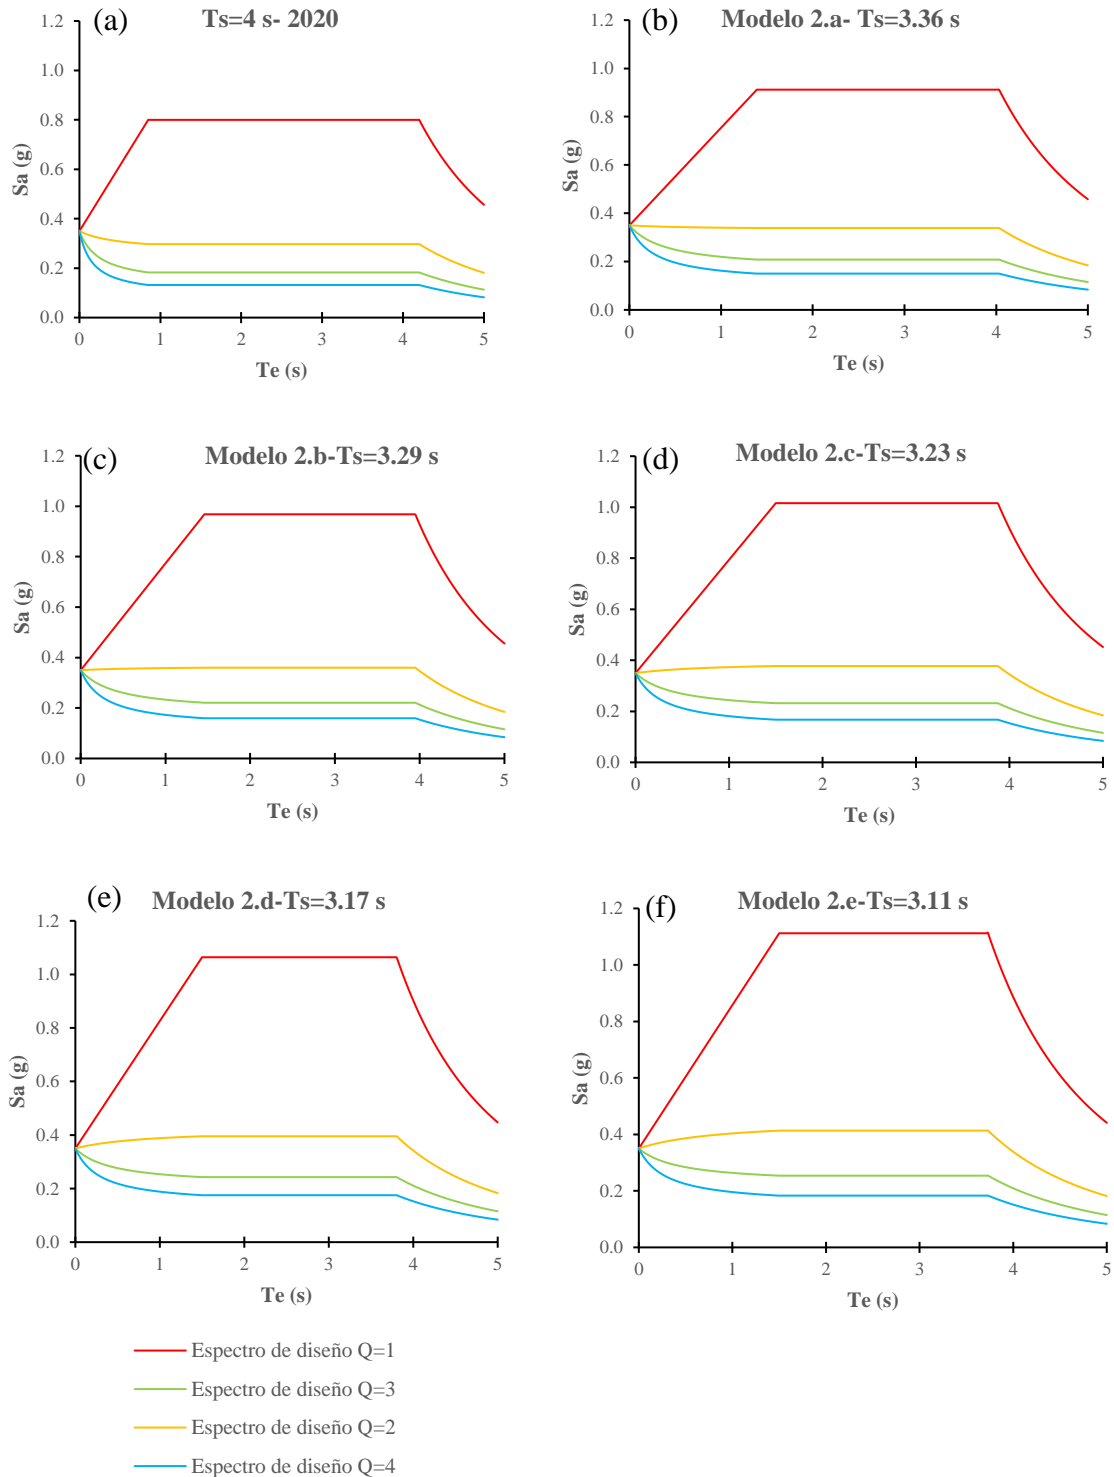 (a)
Ts=4 s- 2020
1.2
1.0
0.8
0.6
0.4
0.2
0.0
Sa (g)
0 1 2 3 4 5
Te (s)
(b)
Modelo 2.a- Ts=3.36 s
1.2
1.0
0.8
0.6
0.4
0.2
0.0
Sa (g)
0 1 2 3 4 5
Te (s)
(c)
Modelo 2.b-Ts=3.29 s
1.2
1.0
0.8
0.6
0.4
0.2
0.0
Sa (g)
0 1 2 3 4 5
Te (s)
(d)
Modelo 2.c-Ts=3.23 s
1.2
1.0
0.8
0.6
0.4
0.2
0.0
Sa (g)
0 1 2 3 4 5
Te (s)
(e)
Modelo 2.d-Ts=3.17 s
1.2
1.0
0.8
0.6
0.4
0.2
0.0
Sa (g)
0 1 2 3 4 5
Te (s)
(f)
Modelo 2.e-Ts=3.11 s
1.2
1.0
0.8
0.6
0.4
0.2
0.0
Sa (g)
0 1 2 3 4 5
Te (s)
Espectro de diseño Q=1
Espectro de diseño Q=3
Espectro de diseño Q=2
Espectro de diseño Q=4